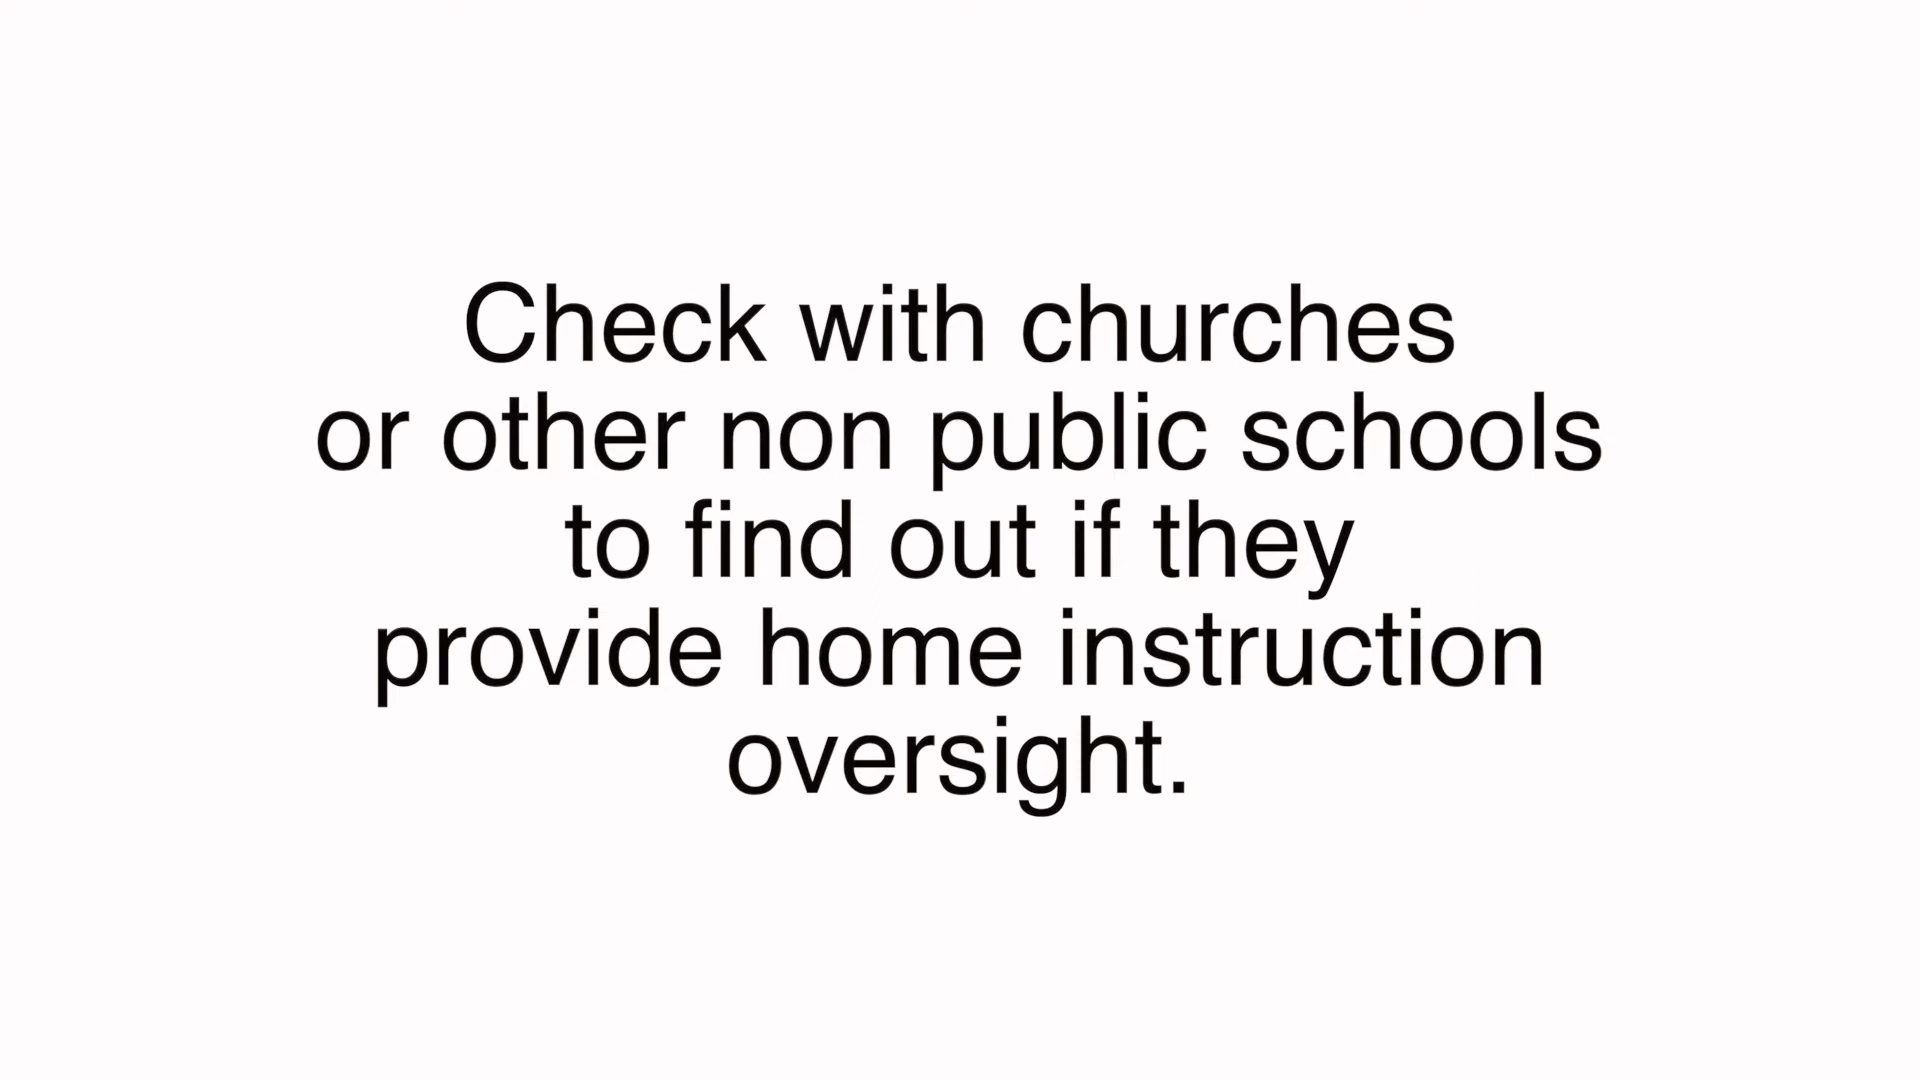 Check with churches
or other non public schools
to find out if they
provide home instruction
oversight.